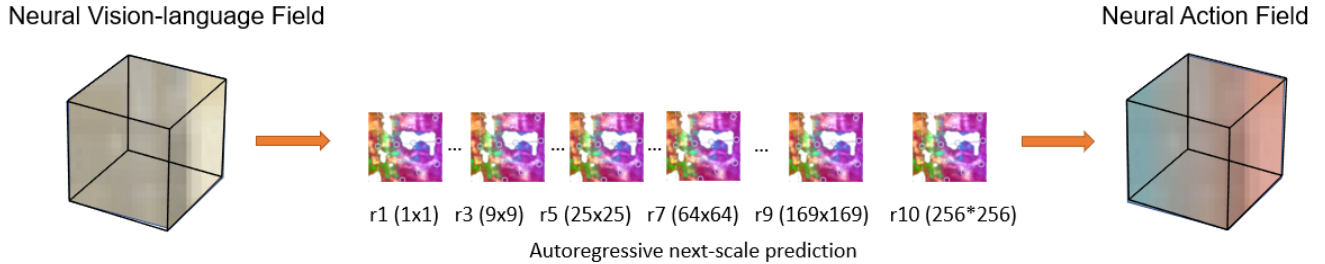 Neural Vision-language Field
Neural Action Field
... ... ... ...
r1 (1x1) r3 (9x9) r5 (25x25) r7 (64x64) r9 (169x169) r10 (256*256)
Autoregressive next-scale prediction